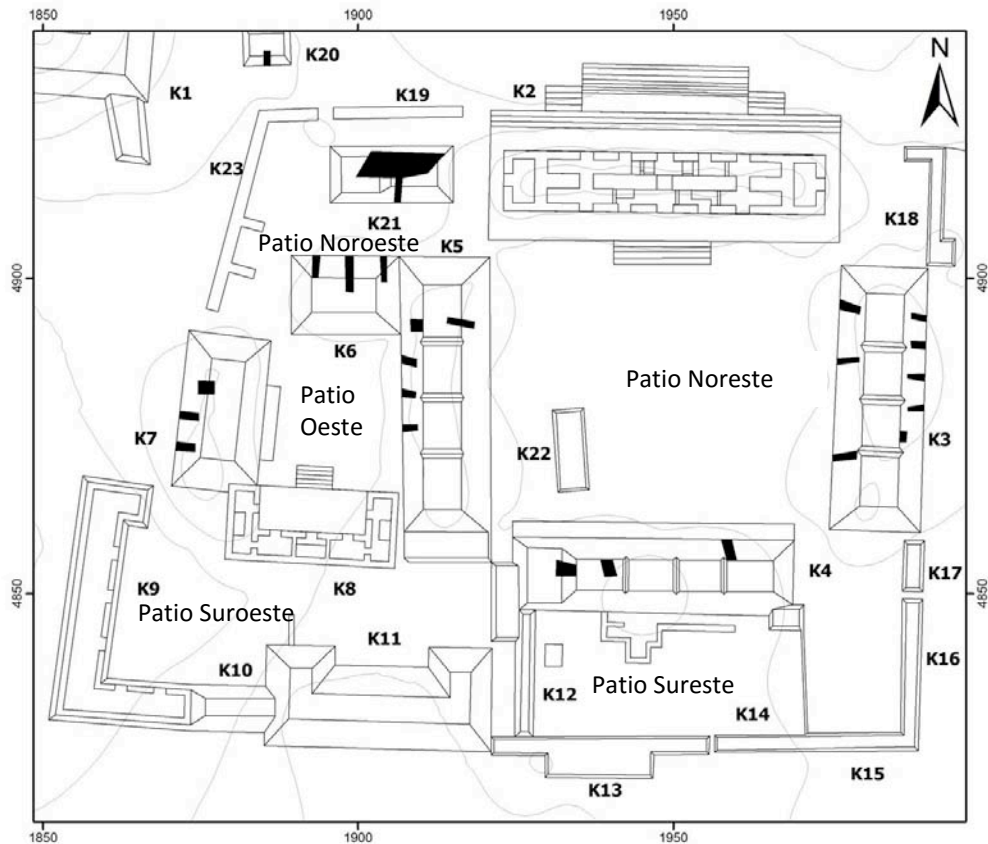 1850 1900 1950
N
K20
K1
K2
K19
K23
K18
K21
Patio Noroeste
K5
4900
4900
K6
Patio Noreste
Patio
Oeste
K7
K22
K3
K8
K4
K17
K9
4850
4850
Patio Suroeste
K11
K16
K10
K12
Patio Sureste
K14
K15
K13
1850 1900 1950